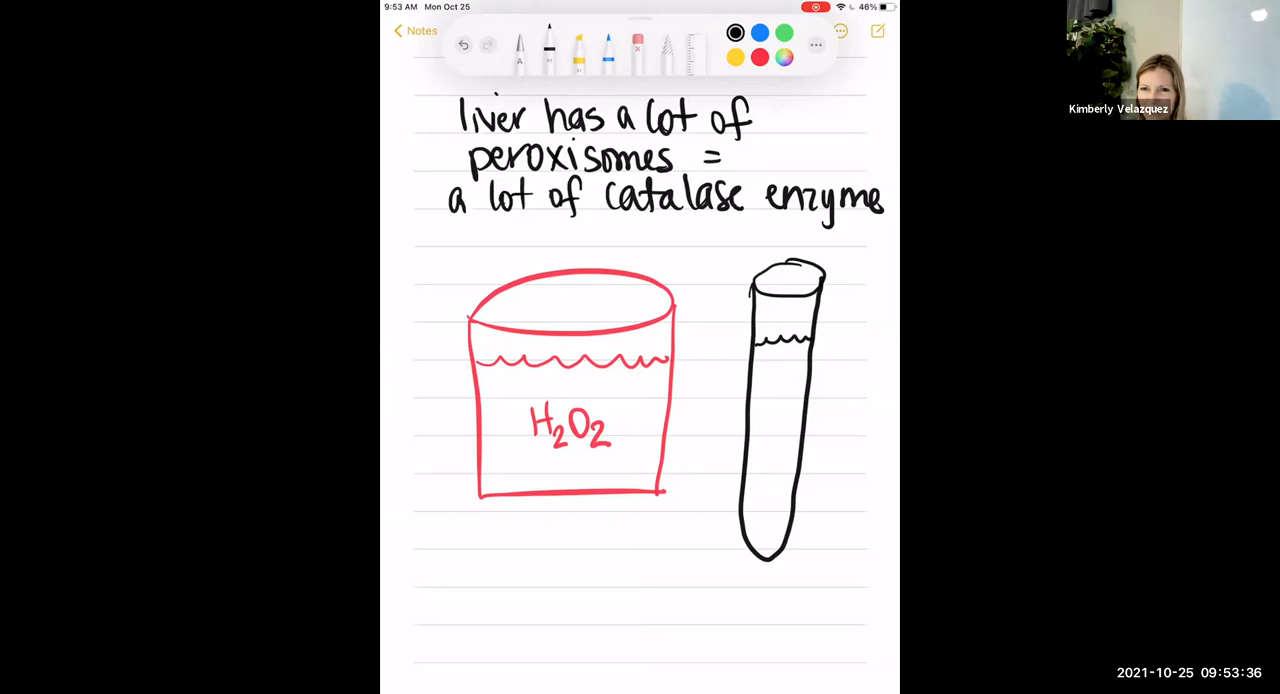 9:53 AM Mon Oct 25
46%
Notes
A
liver has a lot of
peroxisomes =
a lot of catalase enzyme
H2O2
Kimberly Velazquez
2021-10-25 09:53:36